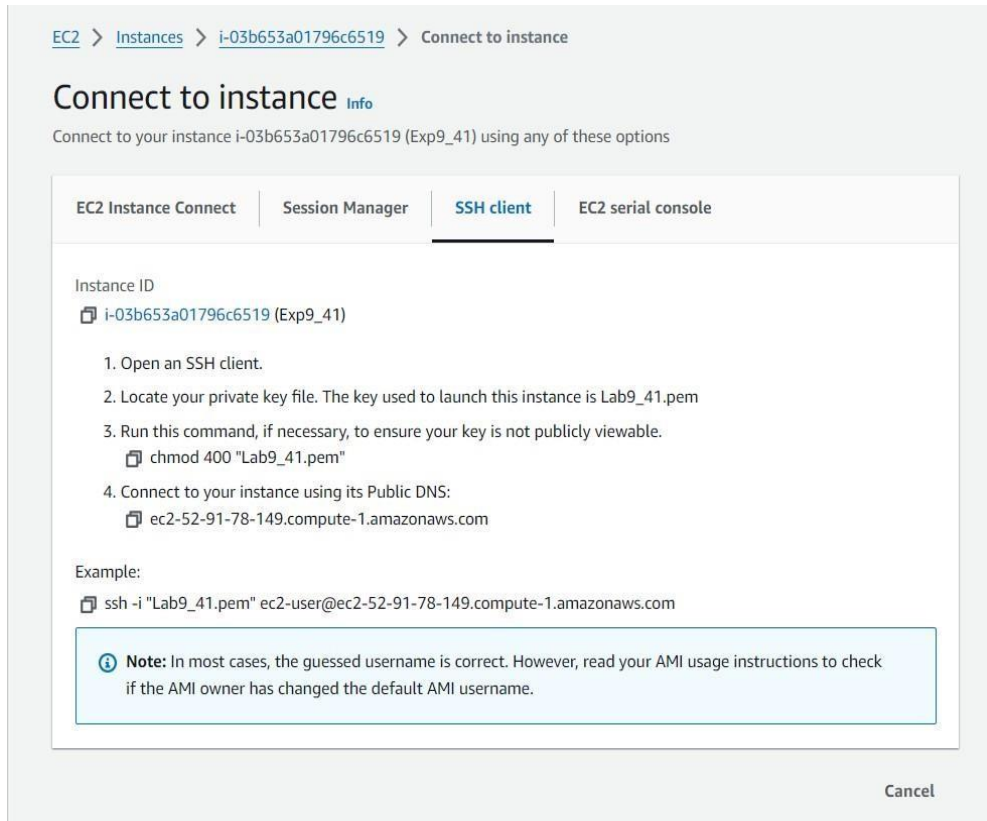 EC2 > Instances > i-03b653a01796c6519 > Connect to instance
Connect to instance Info
Connect to your instance i-03b653a01796c6519 (Exp9_41) using any of these options
EC2 Instance Connect Session Manager SSH client EC2 serial console
Instance ID
i-03b653a01796c6519 (Exp9_41)
1. Open an SSH client.
2. Locate your private key file. The key used to launch this instance is Lab9_41.pem
3. Run this command, if necessary, to ensure your key is not publicly viewable.
chmod 400 "Lab9_41.pem"
4. Connect to your instance using its Public DNS:
ec2-52-91-78-149.compute-1.amazonaws.com
Example:
ssh -i "Lab9_41.pem" ec2-user@ec2-52-91-78-149.compute-1.amazonaws.com
Note: In most cases, the guessed username is correct. However, read your AMI usage instructions to check
if the AMI owner has changed the default AMI username.
Cancel